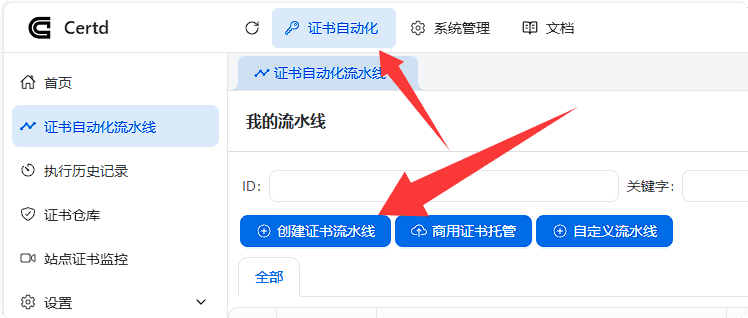 Certd
证书自动化
系统管理
文档
首页
证书自动化流水线
执行历史记录
证书仓库
站点证书监控
设置
证书自动化流水线
我的流水线
ID:
关键字:
创建证书流水线
商用证书托管
自定义流水线
全部